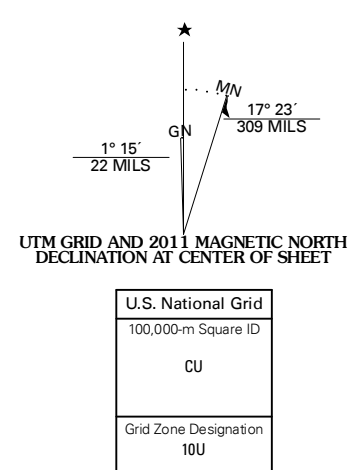 MN
17° 23´
309 MILS
GN
1° 15´
22 MILS
UTM GRID AND 2011 MAGNETIC NORTH
DECLINATION AT CENTER OF SHEET
U.S. National Grid
100,000-m Square ID
CU
Grid Zone Designation
10U